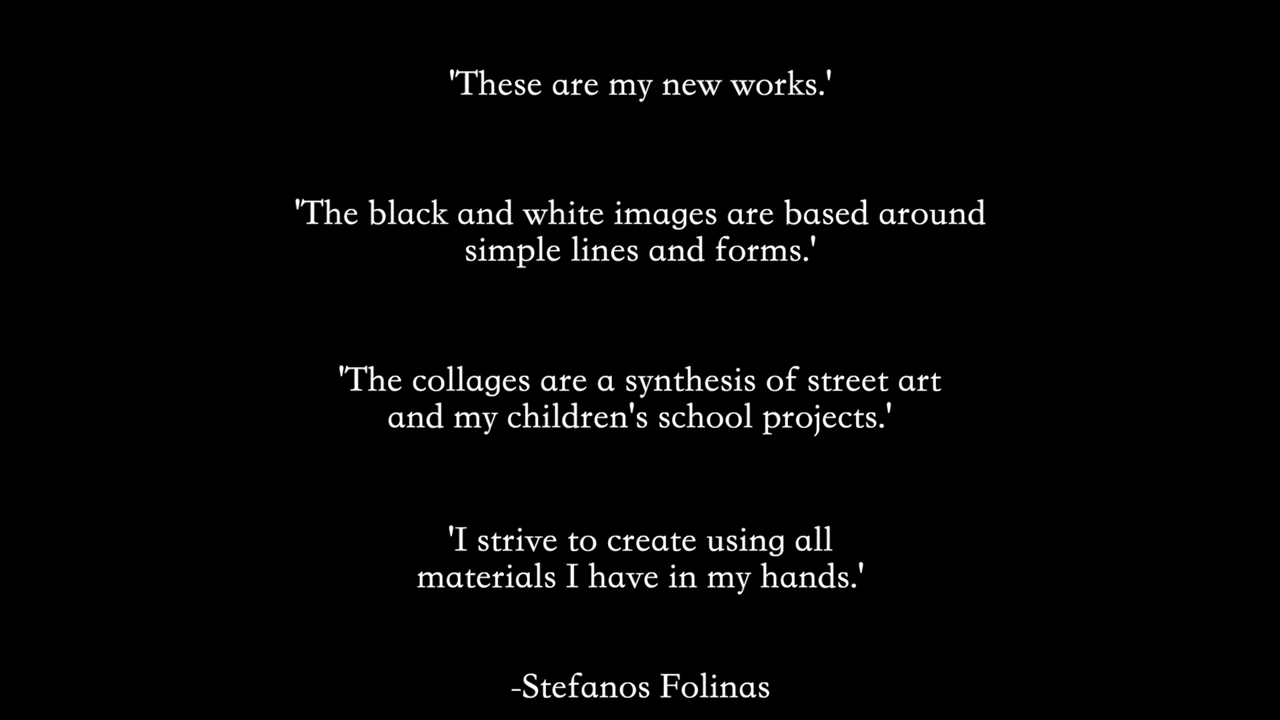 'These are my new works.'
'The black and white images are based around
simple lines and forms.'
'The collages are a synthesis of street art
and my children's school projects.'
'I strive to create using all
materials I have in my hands.'
-Stefanos Folinas